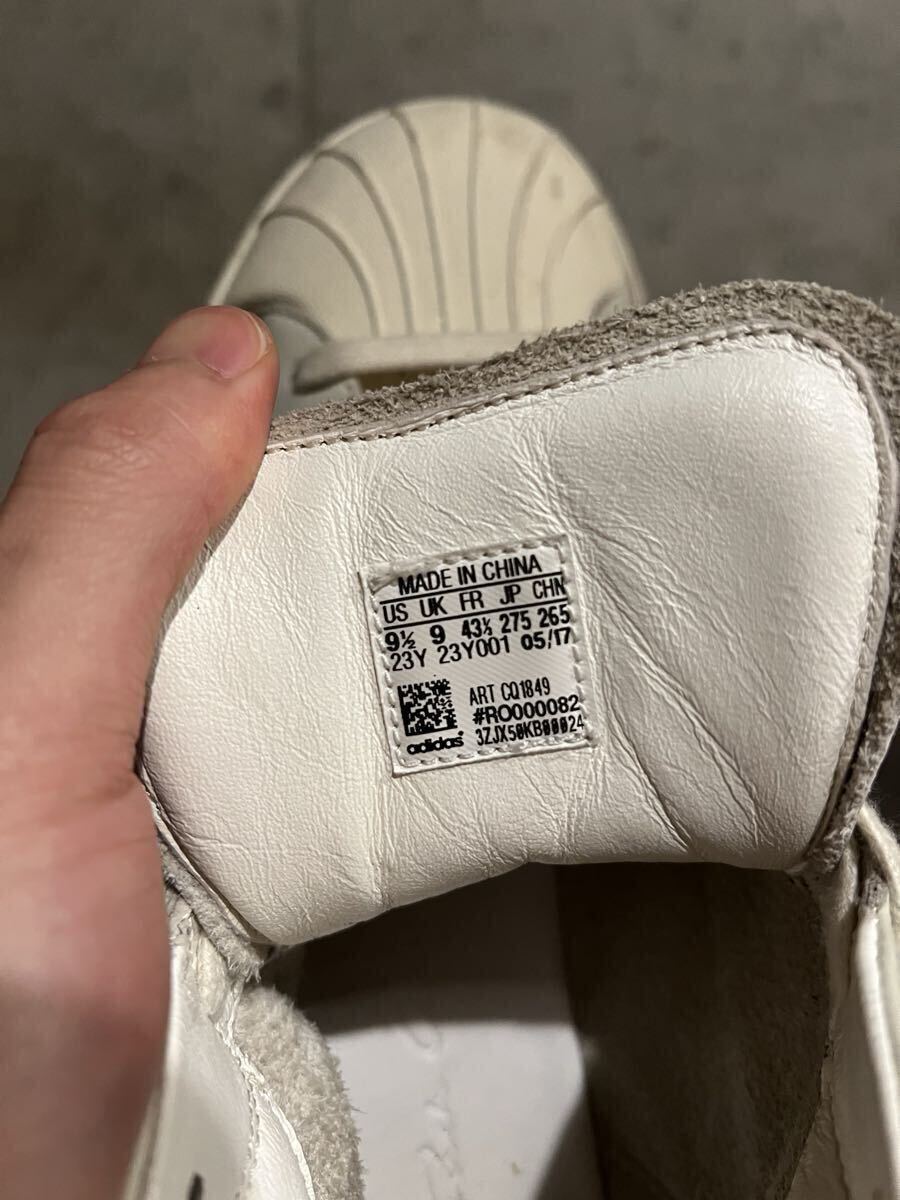 MADE IN CHINA
US UK FR JP CHN
9½ 9 43⅓ 275 265
23Y 23Y001 05/17
ART CQ1849
#RO000082
adidas 3ZJX50KB00024